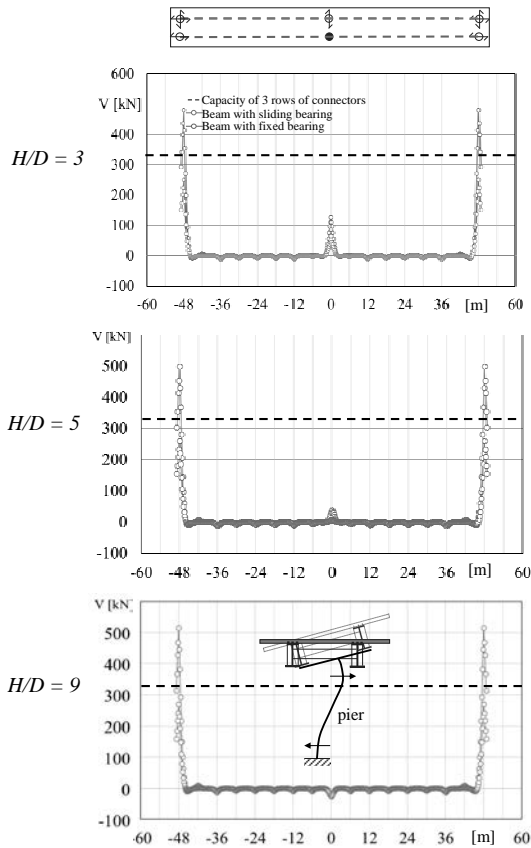 600
V [kN]
Capacity of 3 rows of connectors
Beam with sliding bearing
Beam with fixed bearing
500
400
H/D = 3
300
200
100
0
-100
-60 -48 -36 -24 -12 0 12 24 36 [m] 60
V [kN]
500
400
H/D = 5
300
200
100
0
-100
-60 -48 -36 -24 -12 0 12 24 36 [m] 60
V [kN]
500
400
H/D = 9
300
200
pier
100
0
-100
-60 -48 -36 -24 -12 0 12 24 36 [m] 60